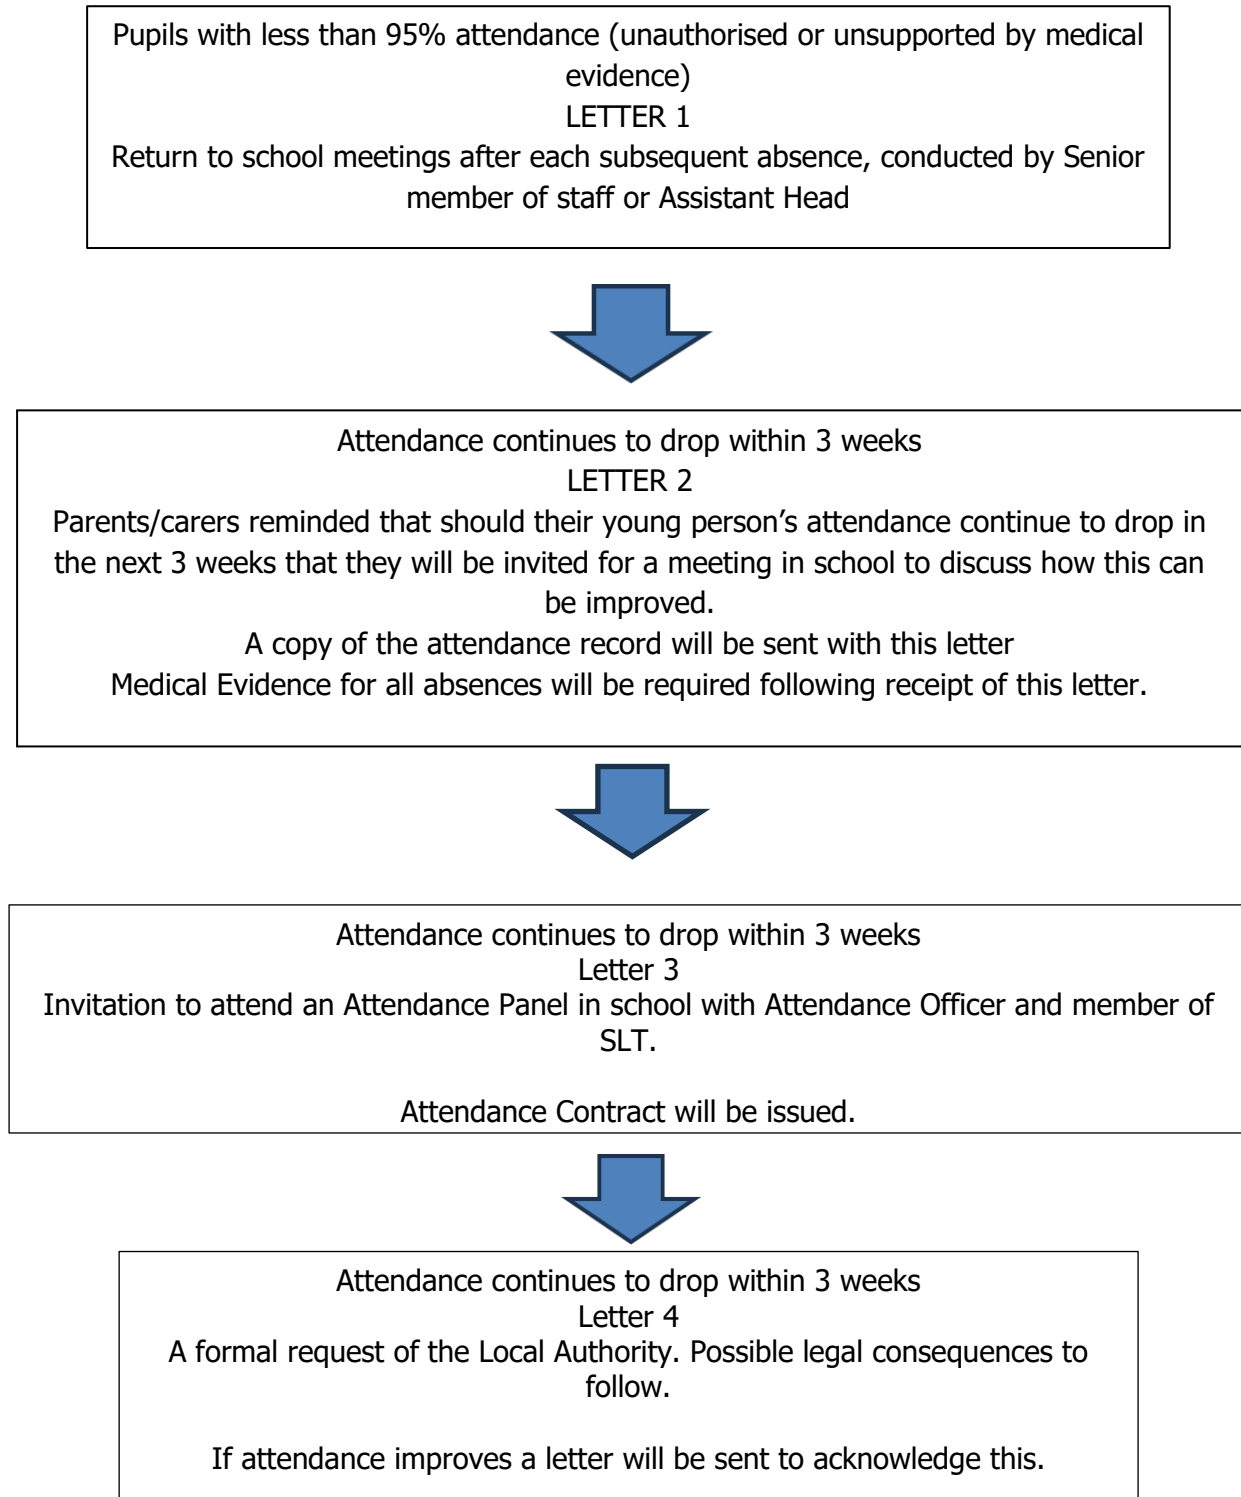 Pupils with less than 95% attendance (unauthorised or unsupported by medical
evidence)
LETTER 1
Return to school meetings after each subsequent absence, conducted by Senior
member of staff or Assistant Head
Attendance continues to drop within 3 weeks
LETTER 2
Parents/carers reminded that should their young person’s attendance continue to drop in
the next 3 weeks that they will be invited for a meeting in school to discuss how this can
be improved.
A copy of the attendance record will be sent with this letter
Medical Evidence for all absences will be required following receipt of this letter.
Attendance continues to drop within 3 weeks
Letter 3
Invitation to attend an Attendance Panel in school with Attendance Officer and member of
SLT.
Attendance Contract will be issued.
Attendance continues to drop within 3 weeks
Letter 4
A formal request of the Local Authority. Possible legal consequences to
follow.
If attendance improves a letter will be sent to acknowledge this.